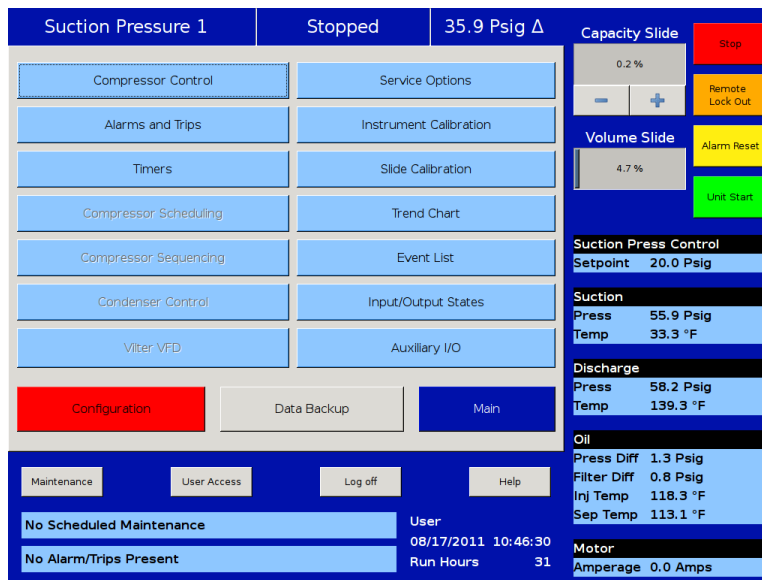 Suction Pressure 1 Stopped 35.9 Psig Δ
Compressor Control Service Options
Alarms and Trips Instrument Calibration
Timers Slide Calibration
Compressor Scheduling Trend Chart
Compressor Sequencing Event List
Condenser Control Input/Output States
Vilter VFD Auxiliary I/O
Configuration Data Backup Main
Maintenance User Access Log off Help
No Scheduled Maintenance
No Alarm/Trips Present
User
08/17/2011 10:46:30
Run Hours 31
Capacity Slide
0.2 %
− +
Volume Slide
4.7 %
Stop
Remote
Lock Out
Alarm Reset
Unit Start
Suction Press Control
Setpoint 20.0 Psig
Suction
Press 55.9 Psig
Temp 33.3 °F
Discharge
Press 58.2 Psig
Temp 139.3 °F
Oil
Press Diff 1.3 Psig
Filter Diff 0.8 Psig
Inj Temp 118.3 °F
Sep Temp 113.1 °F
Motor
Amperage 0.0 Amps